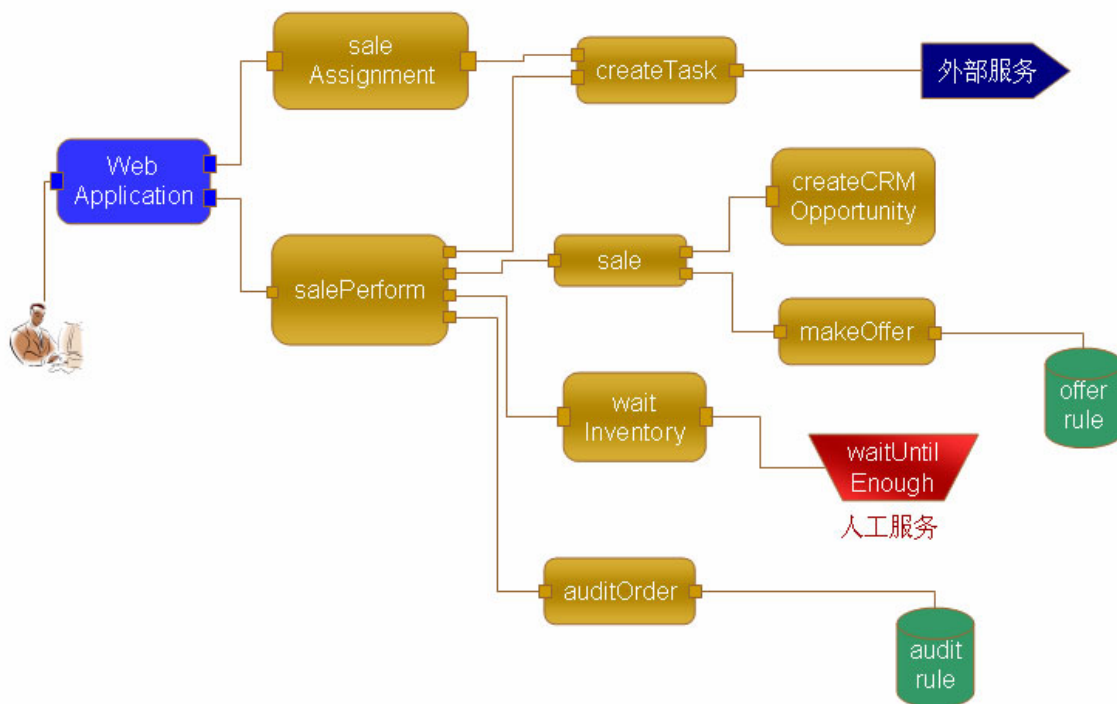 sale
Assignment
createTask
外部服务
Web
Application
createCRM
Opportunity
salePerform
sale
makeOffer
offer
rule
wait
Inventory
waitUntil
Enough
人工服务
auditOrder
audit
rule